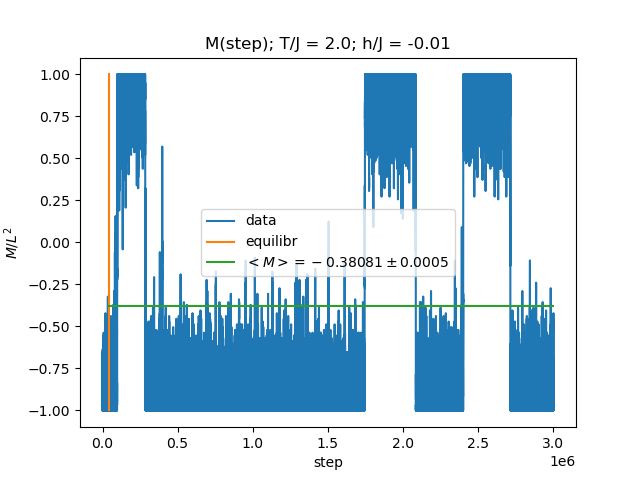 M(step); T/J = 2.0; h/J = -0.01
M/L²
1.00
0.75
0.50
0.25
0.00
−0.25
−0.50
−0.75
−1.00
data
equilibr
< M > = − 0.38081 ± 0.0005
0.0
0.5
1.0
1.5
2.0
2.5
3.0
1e6
step